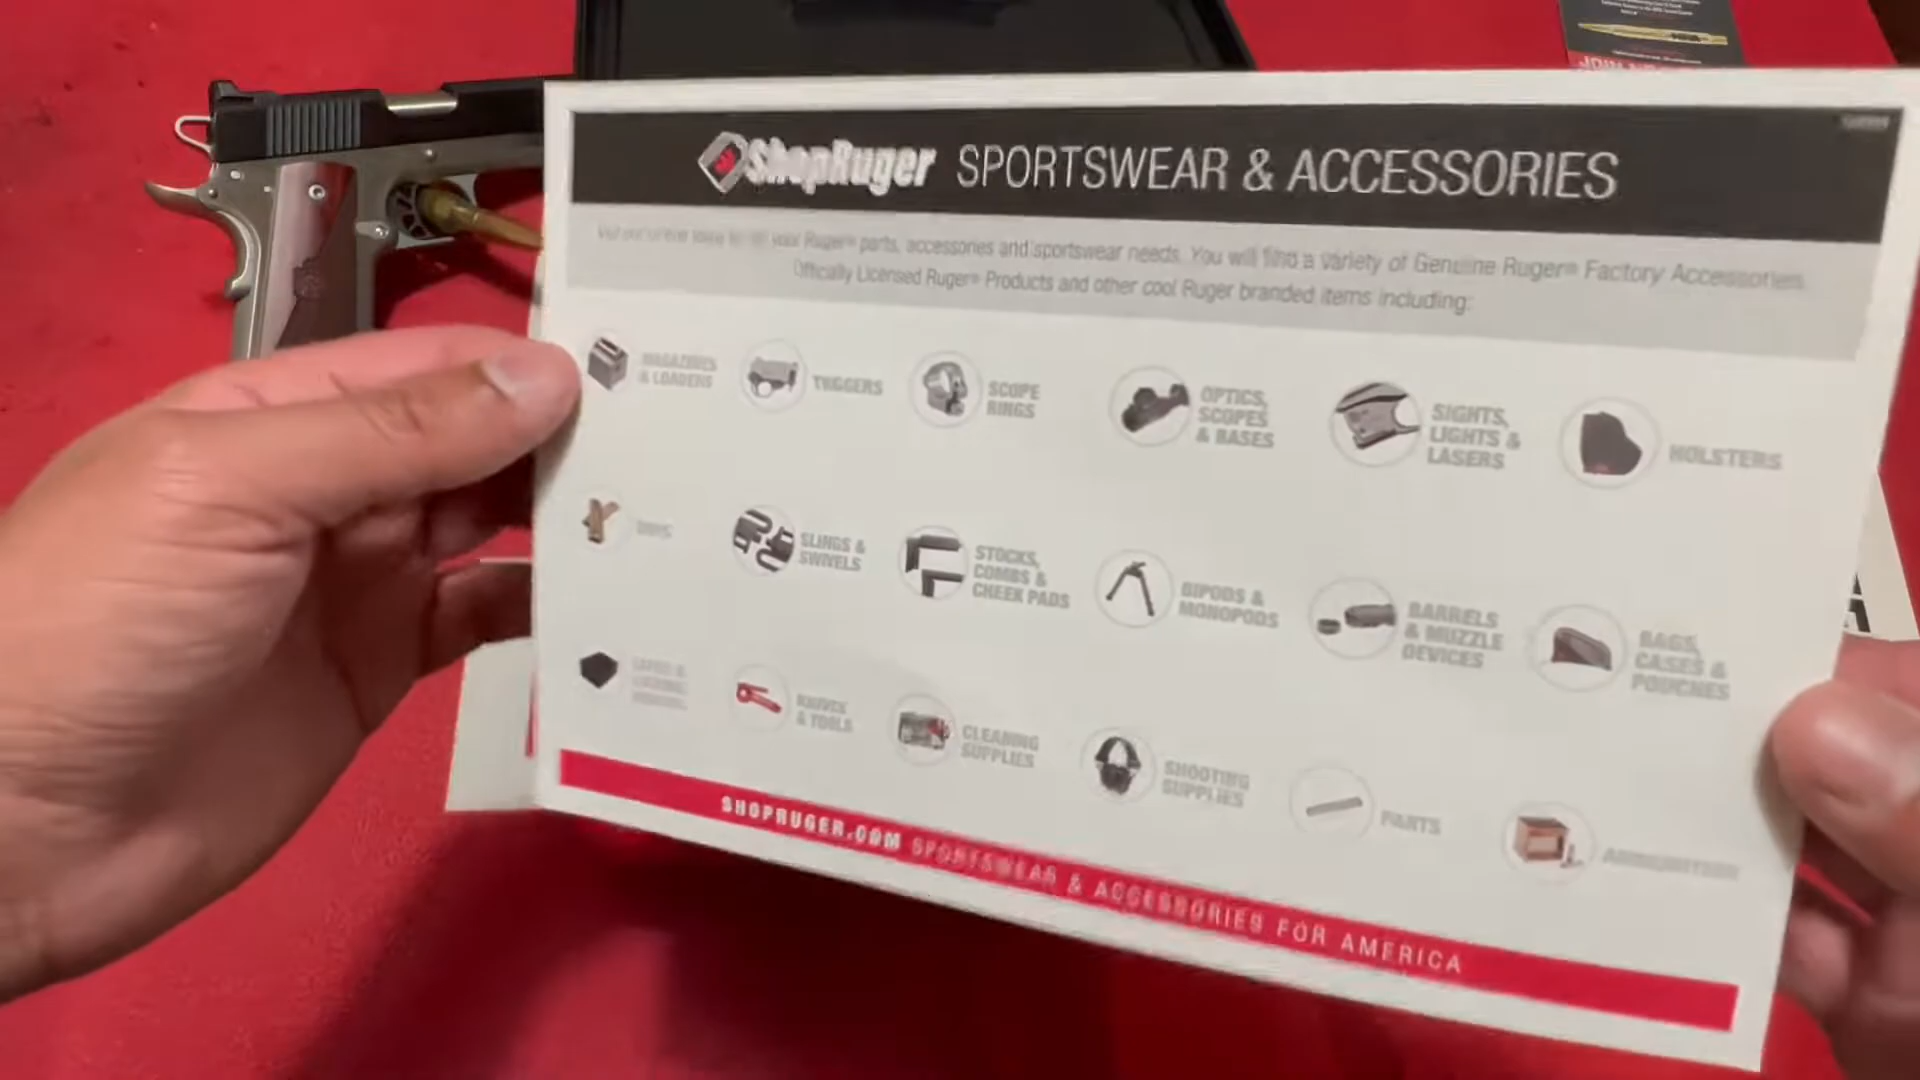 ShopRuger SPORTSWEAR & ACCESSORIES
your Ruger® parts, accessories and sportswear needs. You will find a variety of Genuine Ruger® Factory Accessories,
Officially Licensed Ruger® Products and other cool Ruger branded items including:
MAGAZINES
& LOADERS
TRIGGERS
SCOPE
RINGS
OPTICS,
SCOPES
& BASES
SIGHTS,
LIGHTS &
LASERS
HOLSTERS
SLINGS &
SWIVELS
STOCKS,
COMBS &
CHEEK PADS
BIPODS &
MONOPODS
BARRELS
& MUZZLE
DEVICES
BAGS,
CASES &
POUCHES
KNIVES
& TOOLS
CLEANING
SUPPLIES
SHOOTING
SUPPLIES
PARTS
AMMUNITION
SHOPRUGER.COM SPORTSWEAR & ACCESSORIES FOR AMERICA